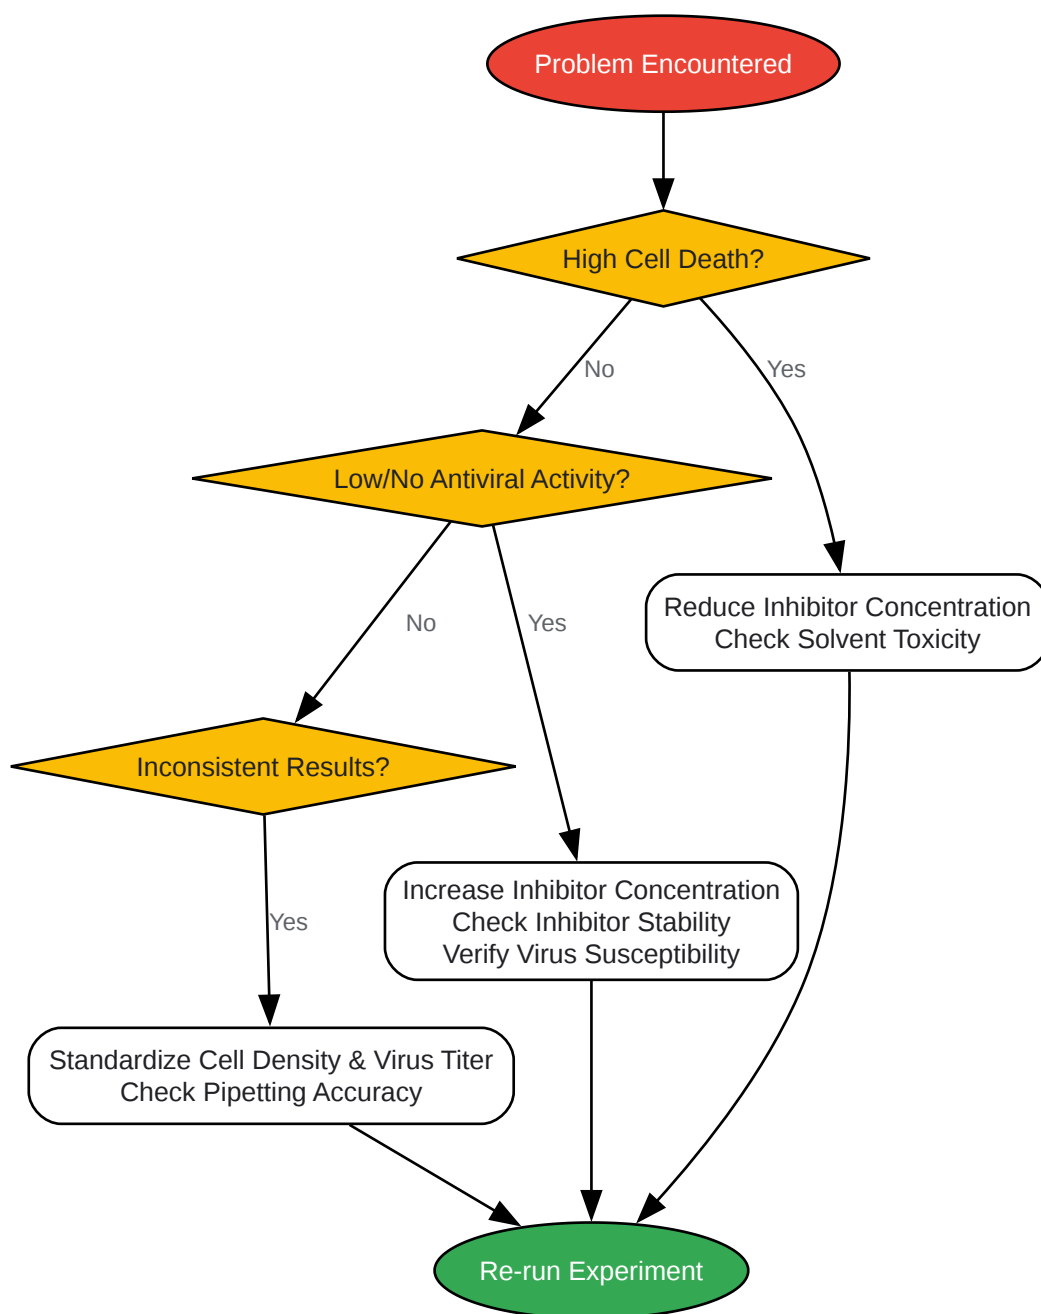 Problem Encountered
High Cell Death?
No
Yes
Low/No Antiviral Activity?
No
Yes
Reduce Inhibitor Concentration
Check Solvent Toxicity
Inconsistent Results?
Yes
Increase Inhibitor Concentration
Check Inhibitor Stability
Verify Virus Susceptibility
Standardize Cell Density & Virus Titer
Check Pipetting Accuracy
Re-run Experiment